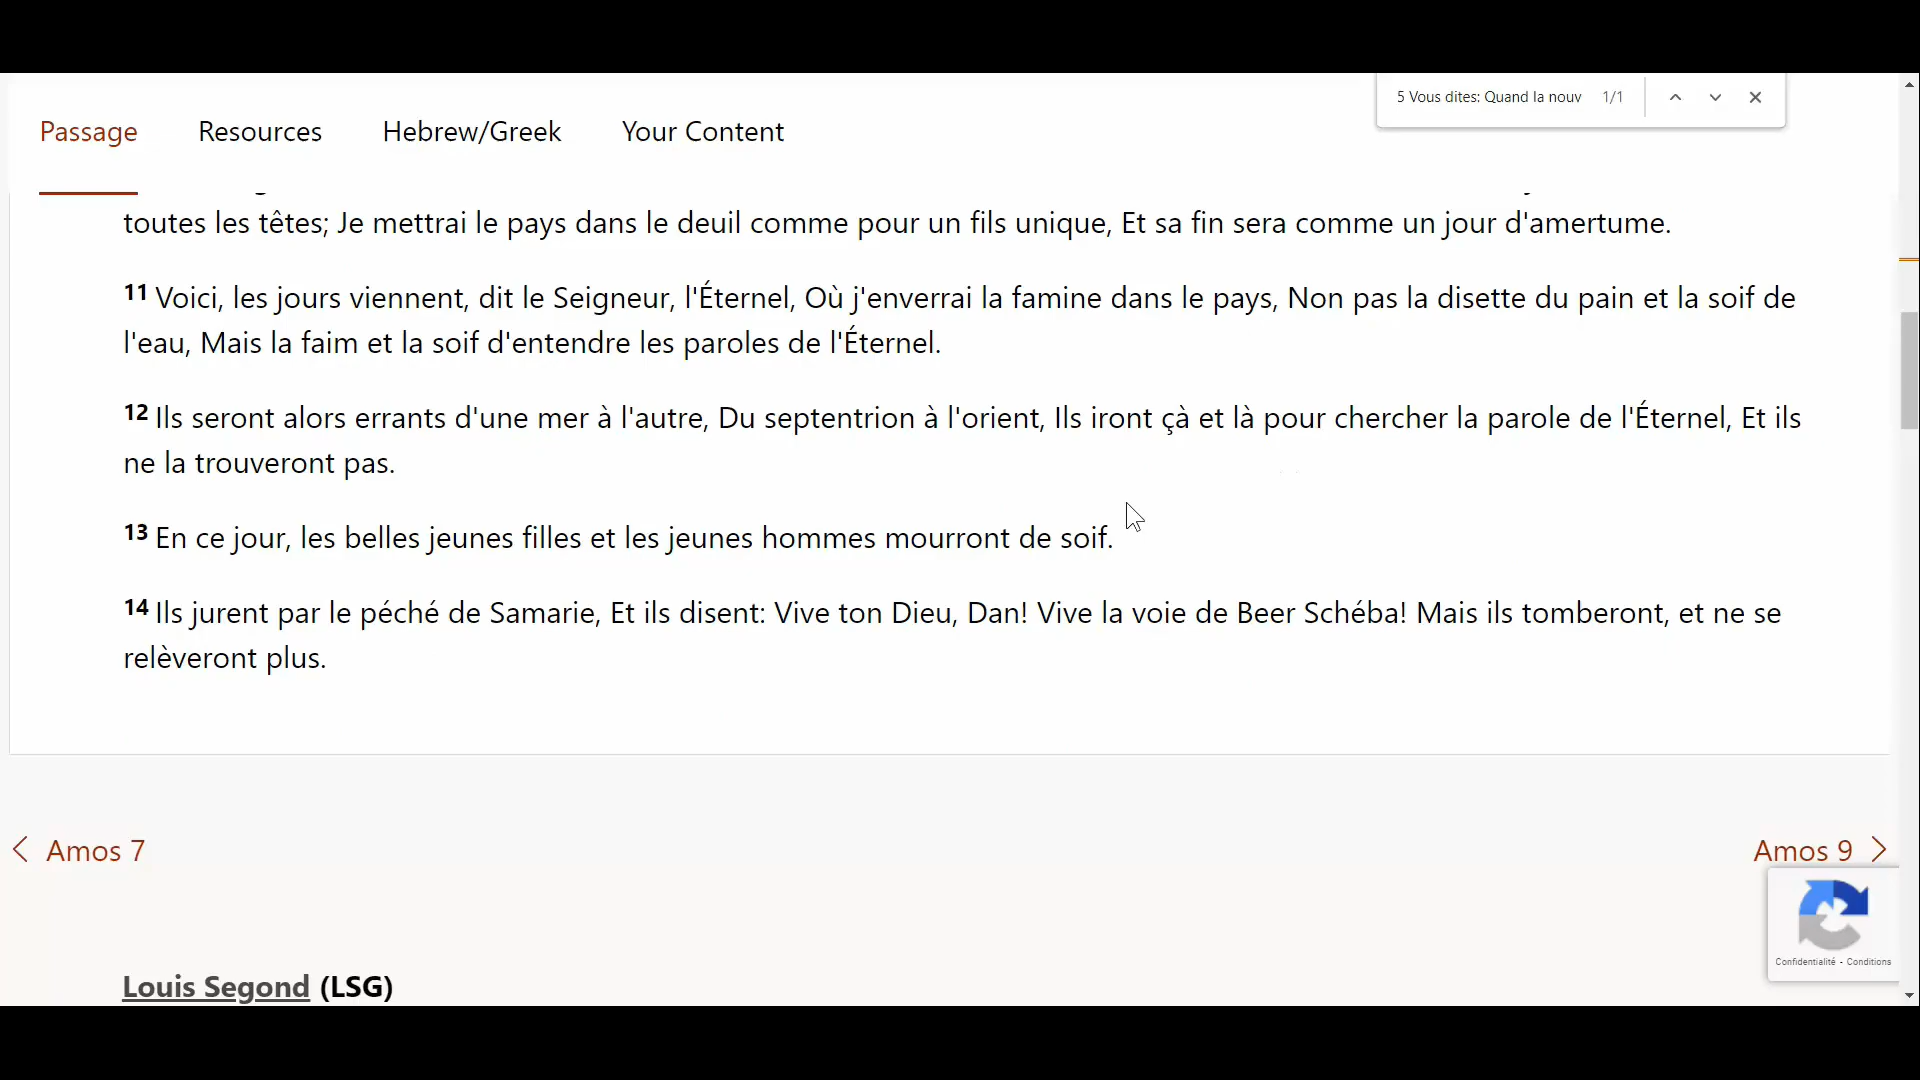 5 Vous dites: Quand la nouv 1/1
Passage Resources Hebrew/Greek Your Content
toutes les têtes; Je mettrai le pays dans le deuil comme pour un fils unique, Et sa fin sera comme un jour d'amertume.
11 Voici, les jours viennent, dit le Seigneur, l'Éternel, Où j'enverrai la famine dans le pays, Non pas la disette du pain et la soif de
l'eau, Mais la faim et la soif d'entendre les paroles de l'Éternel.
12 Ils seront alors errants d'une mer à l'autre, Du septentrion à l'orient, Ils iront çà et là pour chercher la parole de l'Éternel, Et ils
ne la trouveront pas.
13 En ce jour, les belles jeunes filles et les jeunes hommes mourront de soif.
14 Ils jurent par le péché de Samarie, Et ils disent: Vive ton Dieu, Dan! Vive la voie de Beer Schéba! Mais ils tomberont, et ne se
relèveront plus.
Amos 7
Amos 9
Confidentialité - Conditions
Louis Segond (LSG)